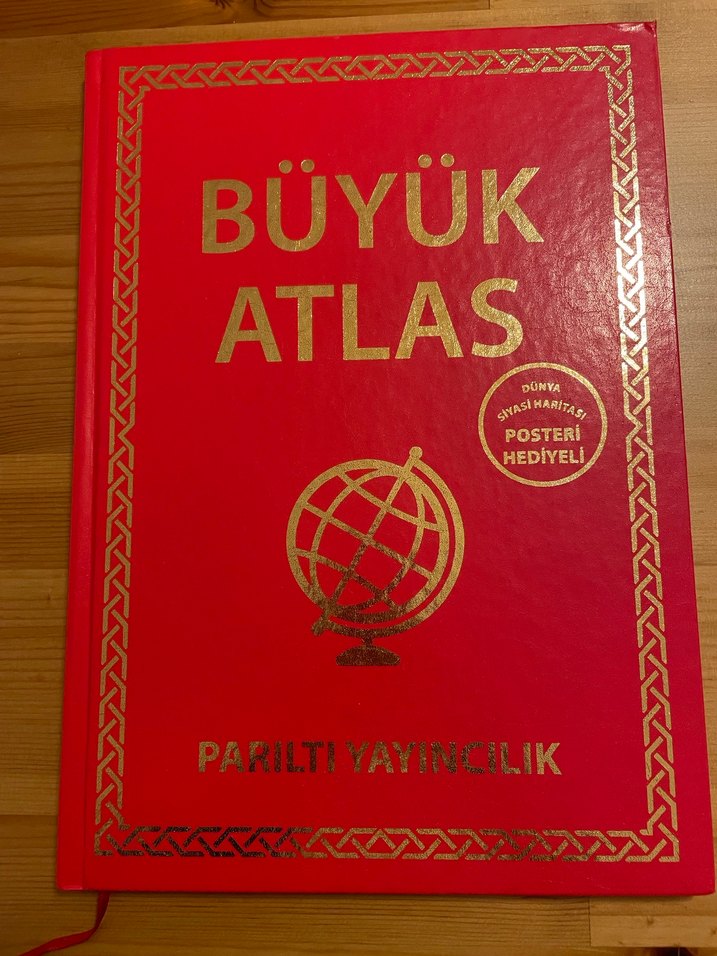 BÜYÜK
ATLAS
DÜNYA
SİYASİ HARİTASI
POSTERİ
HEDİYELİ
PARILTI YAYINCILIK